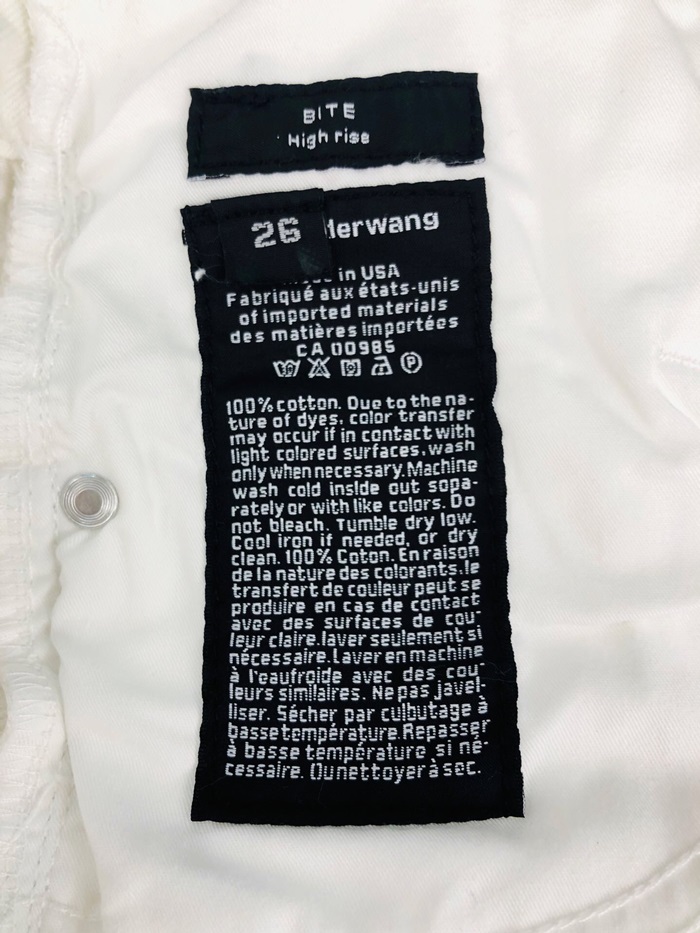 BITE
High rise
26
derwang
in USA
Fabriqué aux états-unis
of imported materials
des matières importées
CA 00985
P
100% cotton. Due to the na-
ture of dyes, color transfer
may occur if in contact with
light colored surfaces, wash
only when necessary. Machine
wash cold inside out sepa-
rately or with like colors. Do
not bleach. Tumble dry low.
Cool iron if needed, or dry
clean. 100% Coton. En raison
de la nature des colorants, le
transfert de couleur peut se
produire en cas de contact
avec des surfaces de cou-
leur claire. laver seulement si
nécessaire. Laver en machine
à l'eau froide avec des cou-
leurs similaires. Ne pas javel-
liser. Sécher par culbutage à
basse température. Repasser
à basse température si né-
cessaire. Ou nettoyer à sec.